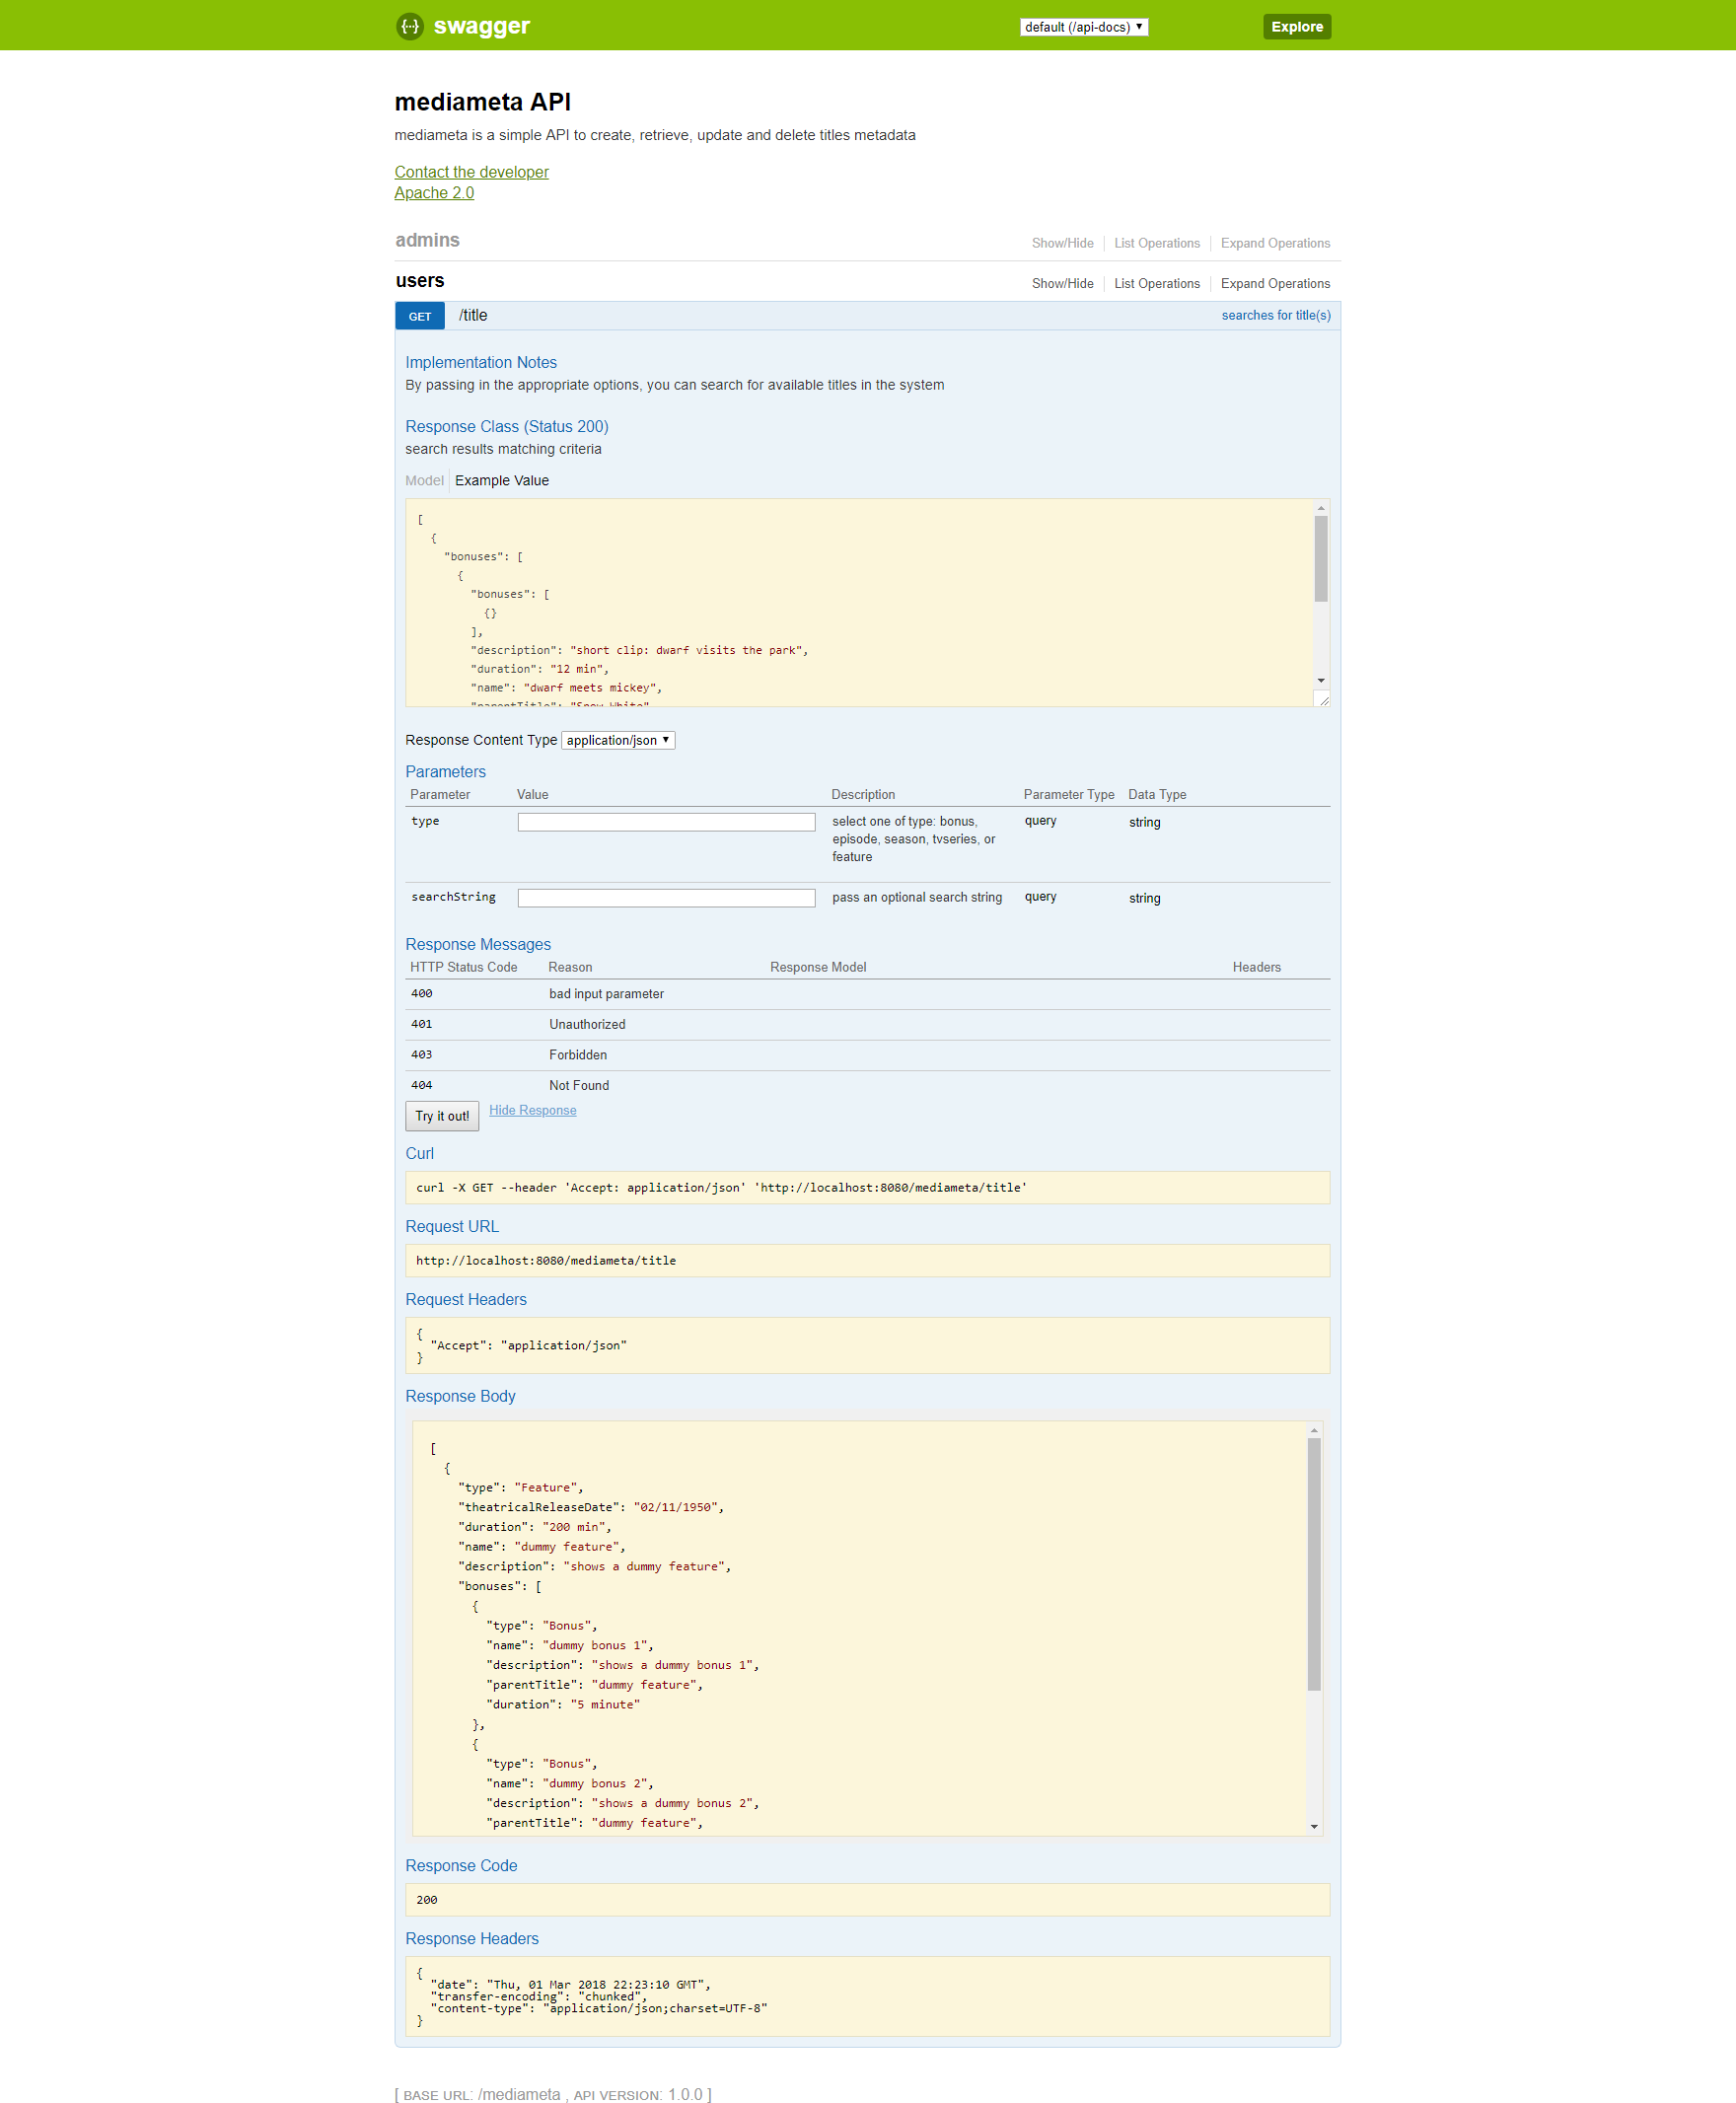 swagger default (/api-docs) Explore
mediameta API
mediameta is a simple API to create, retrieve, update and delete titles metadata
Contact the developer
Apache 2.0
admins Show/Hide List Operations Expand Operations
users Show/Hide List Operations Expand Operations
GET /title searches for title(s)
Implementation Notes
By passing in the appropriate options, you can search for available titles in the system
Response Class (Status 200)
search results matching criteria
Model Example Value
[
{
"bonuses": [
{
"bonuses": [
{}
],
"description": "short clip: dwarf visits the park",
"duration": "12 min",
"name": "dwarf meets mickey",
"parentTitle": "Snow White"
Response Content Type application/json
Parameters
Parameter Value Description Parameter Type Data Type
type select one of type: bonus, query string
episode, season, tvseries, or
feature
searchString pass an optional search string query string
Response Messages
HTTP Status Code Reason Response Model Headers
400 bad input parameter
401 Unauthorized
403 Forbidden
404 Not Found
Try it out! Hide Response
Curl
curl -X GET --header 'Accept: application/json' 'http://localhost:8080/mediameta/title'
Request URL
http://localhost:8080/mediameta/title
Request Headers
{
"Accept": "application/json"
}
Response Body
[
{
"type": "Feature",
"theatricalReleaseDate": "02/11/1950",
"duration": "200 min",
"name": "dummy feature",
"description": "shows a dummy feature",
"bonuses": [
{
"type": "Bonus",
"name": "dummy bonus 1",
"description": "shows a dummy bonus 1",
"parentTitle": "dummy feature",
"duration": "5 minute"
},
{
"type": "Bonus",
"name": "dummy bonus 2",
"description": "shows a dummy bonus 2",
"parentTitle": "dummy feature",
Response Code
200
Response Headers
{
"date": "Thu, 01 Mar 2018 22:23:10 GMT",
"transfer-encoding": "chunked",
"content-type": "application/json;charset=UTF-8"
}
[ BASE URL: /mediameta , API VERSION: 1.0.0 ]